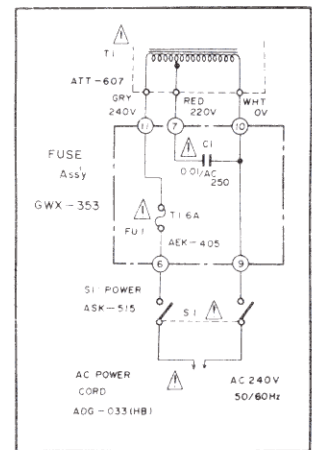 T1
ATT-607
GRY RED WHT
240V 220V 0V
11 7 10
FUSE
Assy
GWX-353
C1
0.01/AC
250
T1.6A
FU1
AEK-405
6 9
S1 POWER
ASK-515
S1
AC POWER
CORD
ADG-033(HB)
AC 240V
50/60Hz